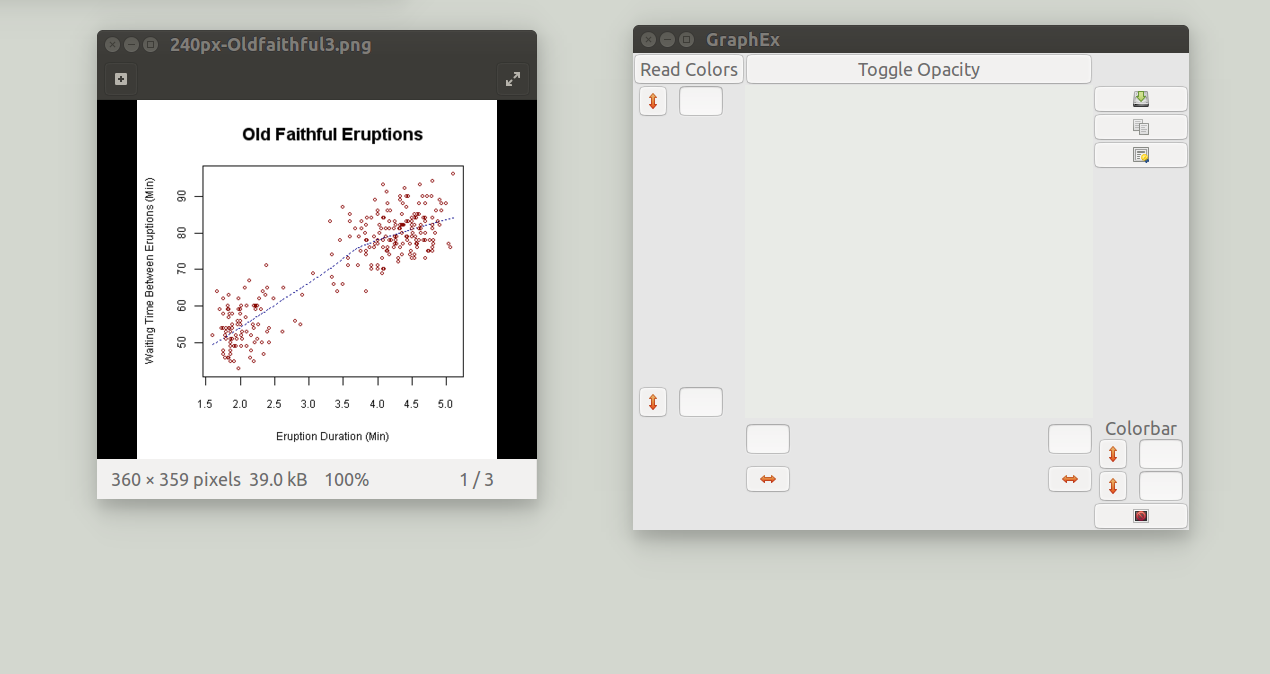 240px-Oldfaithful3.png
Old Faithful Eruptions
Waiting Time Between Eruptions (Min)
90
80
70
60
50
1.5 2.0 2.5 3.0 3.5 4.0 4.5 5.0
Eruption Duration (Min)
360 × 359 pixels 39.0 kB 100% 1 / 3
GraphEx
Read Colors
Toggle Opacity
Colorbar